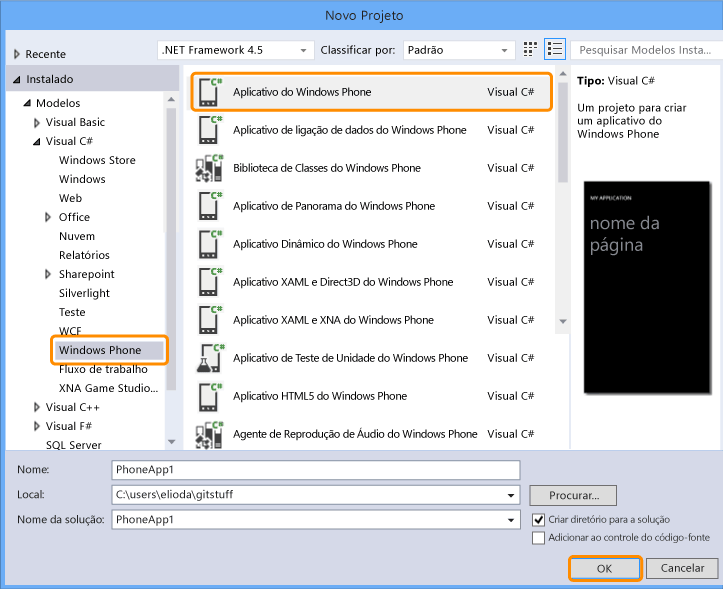 Novo Projeto
Recente
.NET Framework 4.5
Classificar por:
Padrão
Pesquisar Modelos Insta...
Instalado
Modelos
Visual Basic
Visual C#
Windows Store
Windows
Web
Office
Nuvem
Relatórios
Sharepoint
Silverlight
Teste
WCF
Windows Phone
Fluxo de trabalho
XNA Game Studio...
Visual C++
Visual F#
SQL Server
C# Aplicativo do Windows Phone Visual C#
C# Aplicativo de ligação de dados do Windows Phone Visual C#
C# Biblioteca de Classes do Windows Phone Visual C#
C# Aplicativo de Panorama do Windows Phone Visual C#
C# Aplicativo Dinâmico do Windows Phone Visual C#
C# Aplicativo XAML e Direct3D do Windows Phone Visual C#
C# Aplicativo XAML e XNA do Windows Phone Visual C#
C# Aplicativo de Teste de Unidade do Windows Phone Visual C#
C# Aplicativo HTML5 do Windows Phone Visual C#
C# Agente de Reprodução de Áudio do Windows Phone Visual C#
Tipo: Visual C#
Um projeto para criar
um aplicativo do
Windows Phone
MY APPLICATION
nome da
página
Nome: PhoneApp1
Local: C:\users\elioda\gitstuff
Procurar...
Nome da solução: PhoneApp1
Criar diretório para a solução
Adicionar ao controle do código-fonte
OK
Cancelar